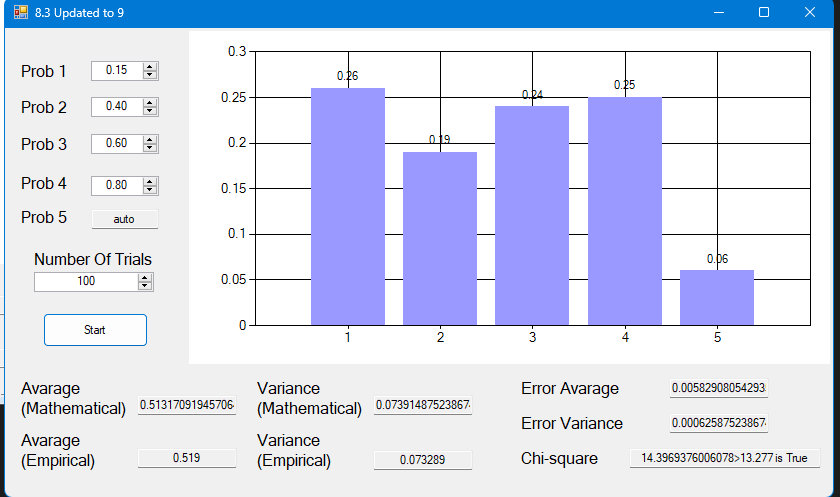 8.3 Updated to 9
Prob 1 0.15
Prob 2 0.40
Prob 3 0.60
Prob 4 0.80
Prob 5 auto
Number Of Trials
100
Start
0.3
0.25
0.2
0.15
0.1
0.05
0
0.26
0.19
0.24
0.25
0.06
1 2 3 4 5
Avarage
(Mathematical) 0.51317091945706
Variance
(Mathematical) 0.0739148752386
Avarage
(Empirical) 0.519
Variance
(Empirical) 0.073289
Error Avarage 0.0058290805429
Error Variance 0.0006258752386
Chi-square 14.3969376006078>13.277 is True